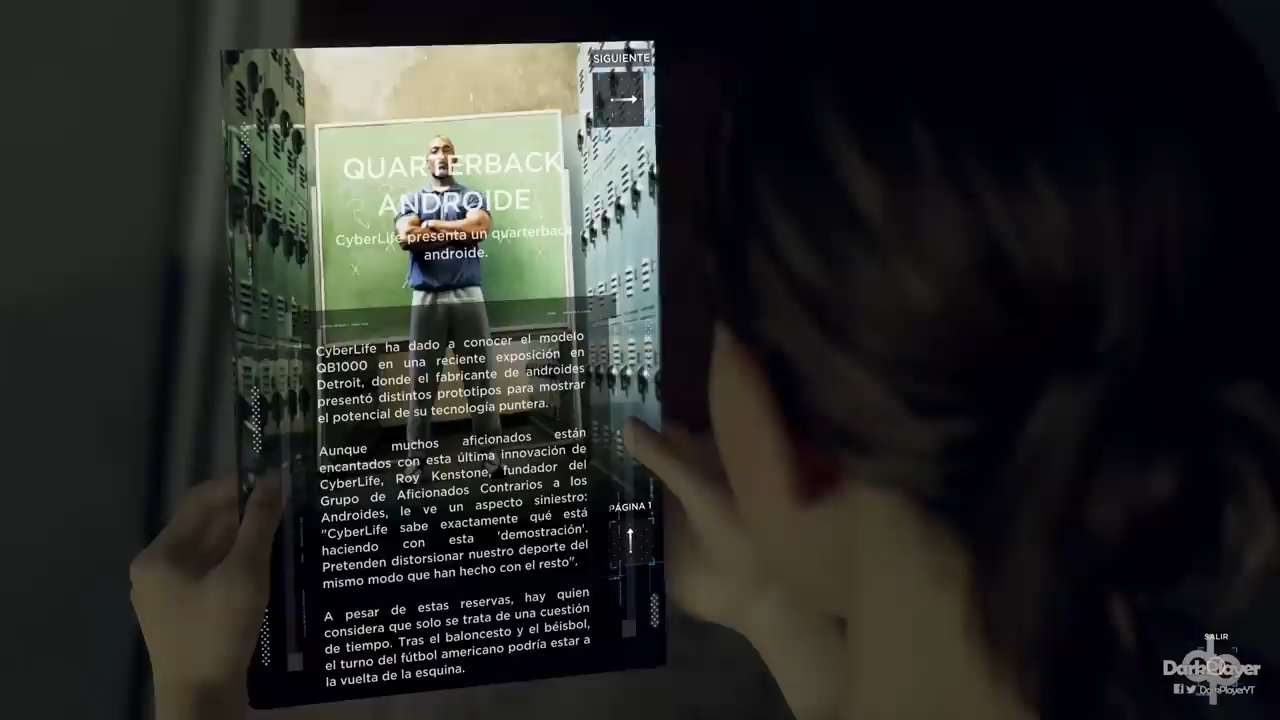 SIGUIENTE
QUARTERBACK
ANDROIDE
CyberLife presenta un quarterback
androide.
CyberLife ha dado a conocer el modelo
QB1000 en una reciente exposición en
Detroit, donde el fabricante de androides
presentó distintos prototipos para mostrar
el potencial de su tecnología puntera.
Aunque muchos aficionados están
encantados con esta última innovación de
CyberLife, Roy Kenstone, fundador del
Grupo de Aficionados Contrarios a los
Androides, le ve un aspecto siniestro:
"CyberLife sabe exactamente qué está
haciendo con esta 'demostración'.
Pretenden distorsionar nuestro deporte del
mismo modo que han hecho con el resto".
PÁGINA 1
A pesar de estas reservas, hay quien
considera que solo se trata de una cuestión
de tiempo. Tras el baloncesto y el béisbol,
el turno del fútbol americano podría estar a
la vuelta de la esquina.
SALIR
DarkPlayer
DarkPlayerYT